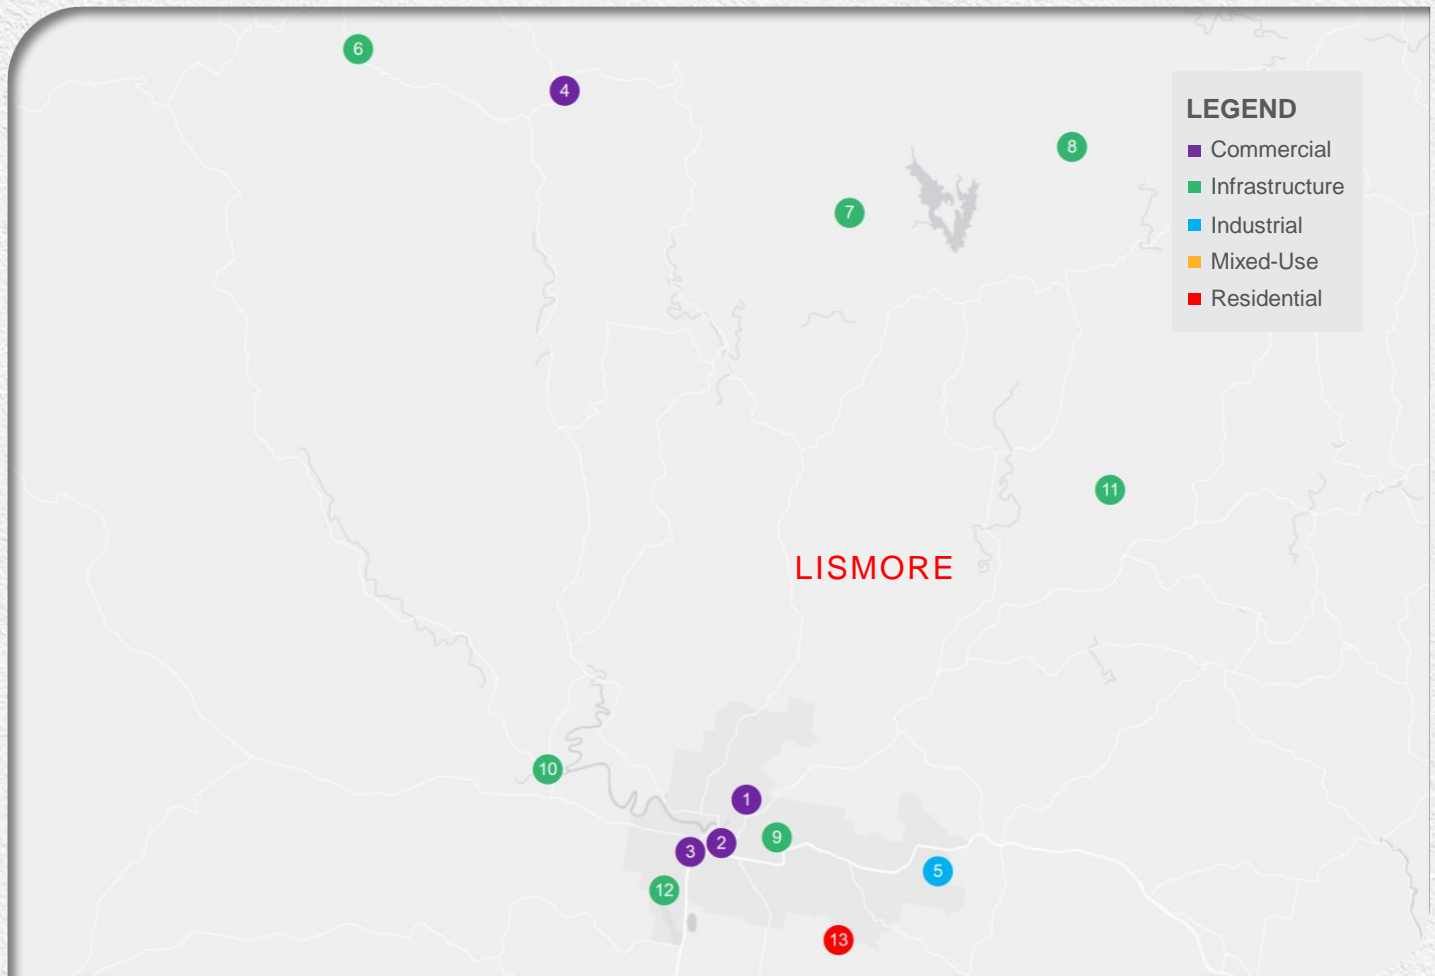 6
4
LEGEND
Commercial
8
Infrastructure
7
Industrial
Mixed-Use
Residential
11
LISMORE
10
1
9
2
3
5
12
13